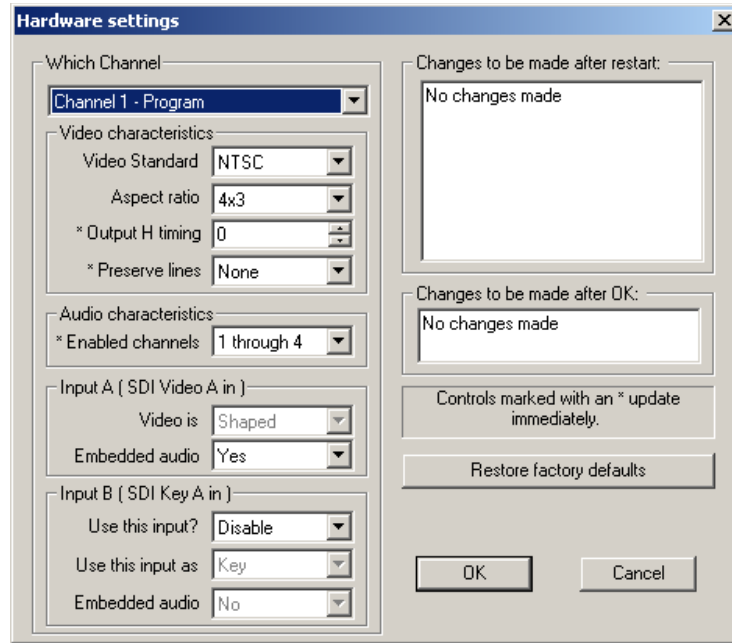 Hardware settings
Which Channel
Channel 1 - Program
Video characteristics
Video Standard NTSC
Aspect ratio 4x3
* Output H timing 0
* Preserve lines None
Audio characteristics
* Enabled channels 1 through 4
Input A ( SDI Video A in )
Video is Shaped
Embedded audio Yes
Input B ( SDI Key A in )
Use this input? Disable
Use this input as Key
Embedded audio No
Changes to be made after restart:
No changes made
Changes to be made after OK:
No changes made
Controls marked with an * update
immediately.
Restore factory defaults
OK Cancel